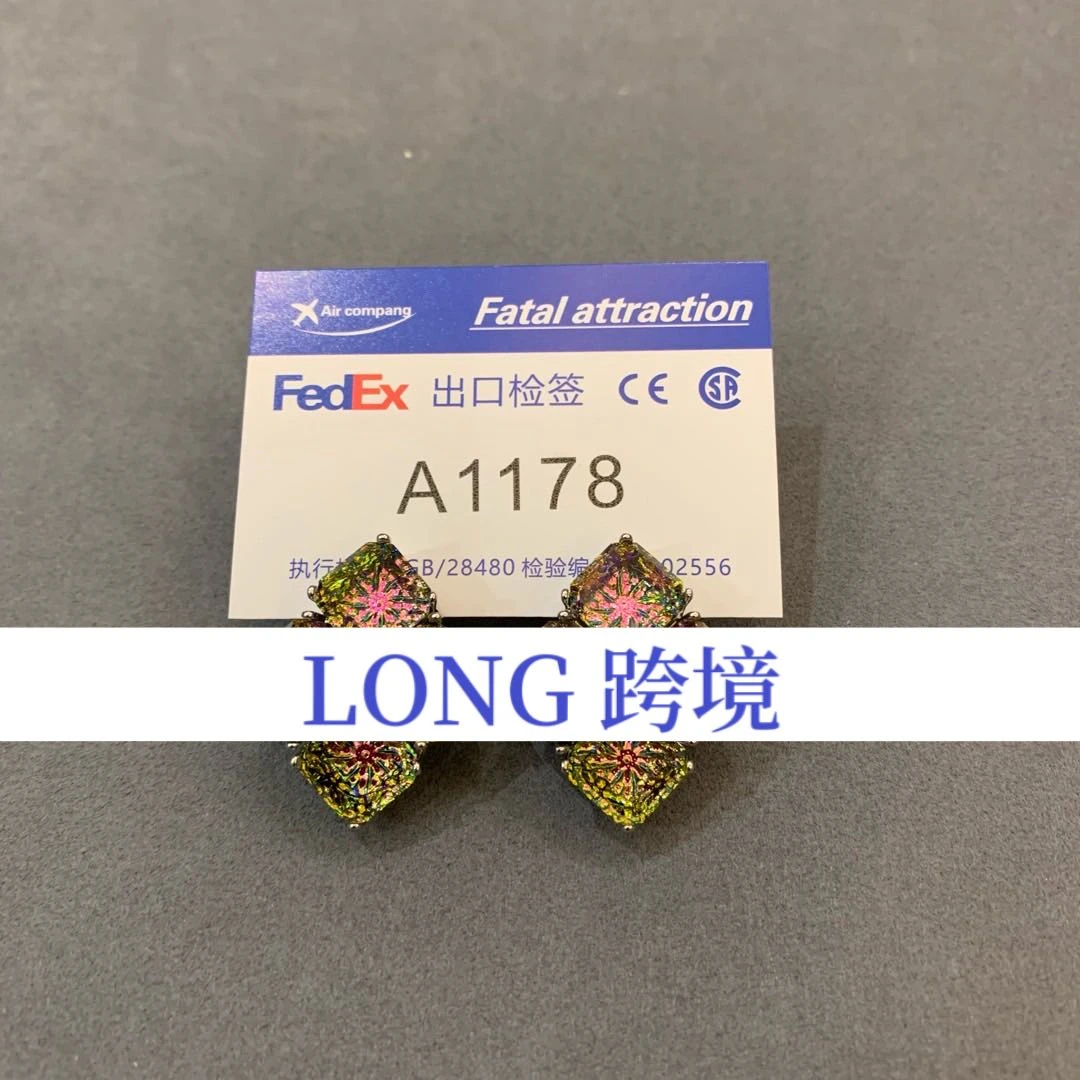 Air compang
Fatal attraction
FedEx 出口检签 CE CSA
A1178
执行 GB/28480 检验编 02556
LONG 跨境